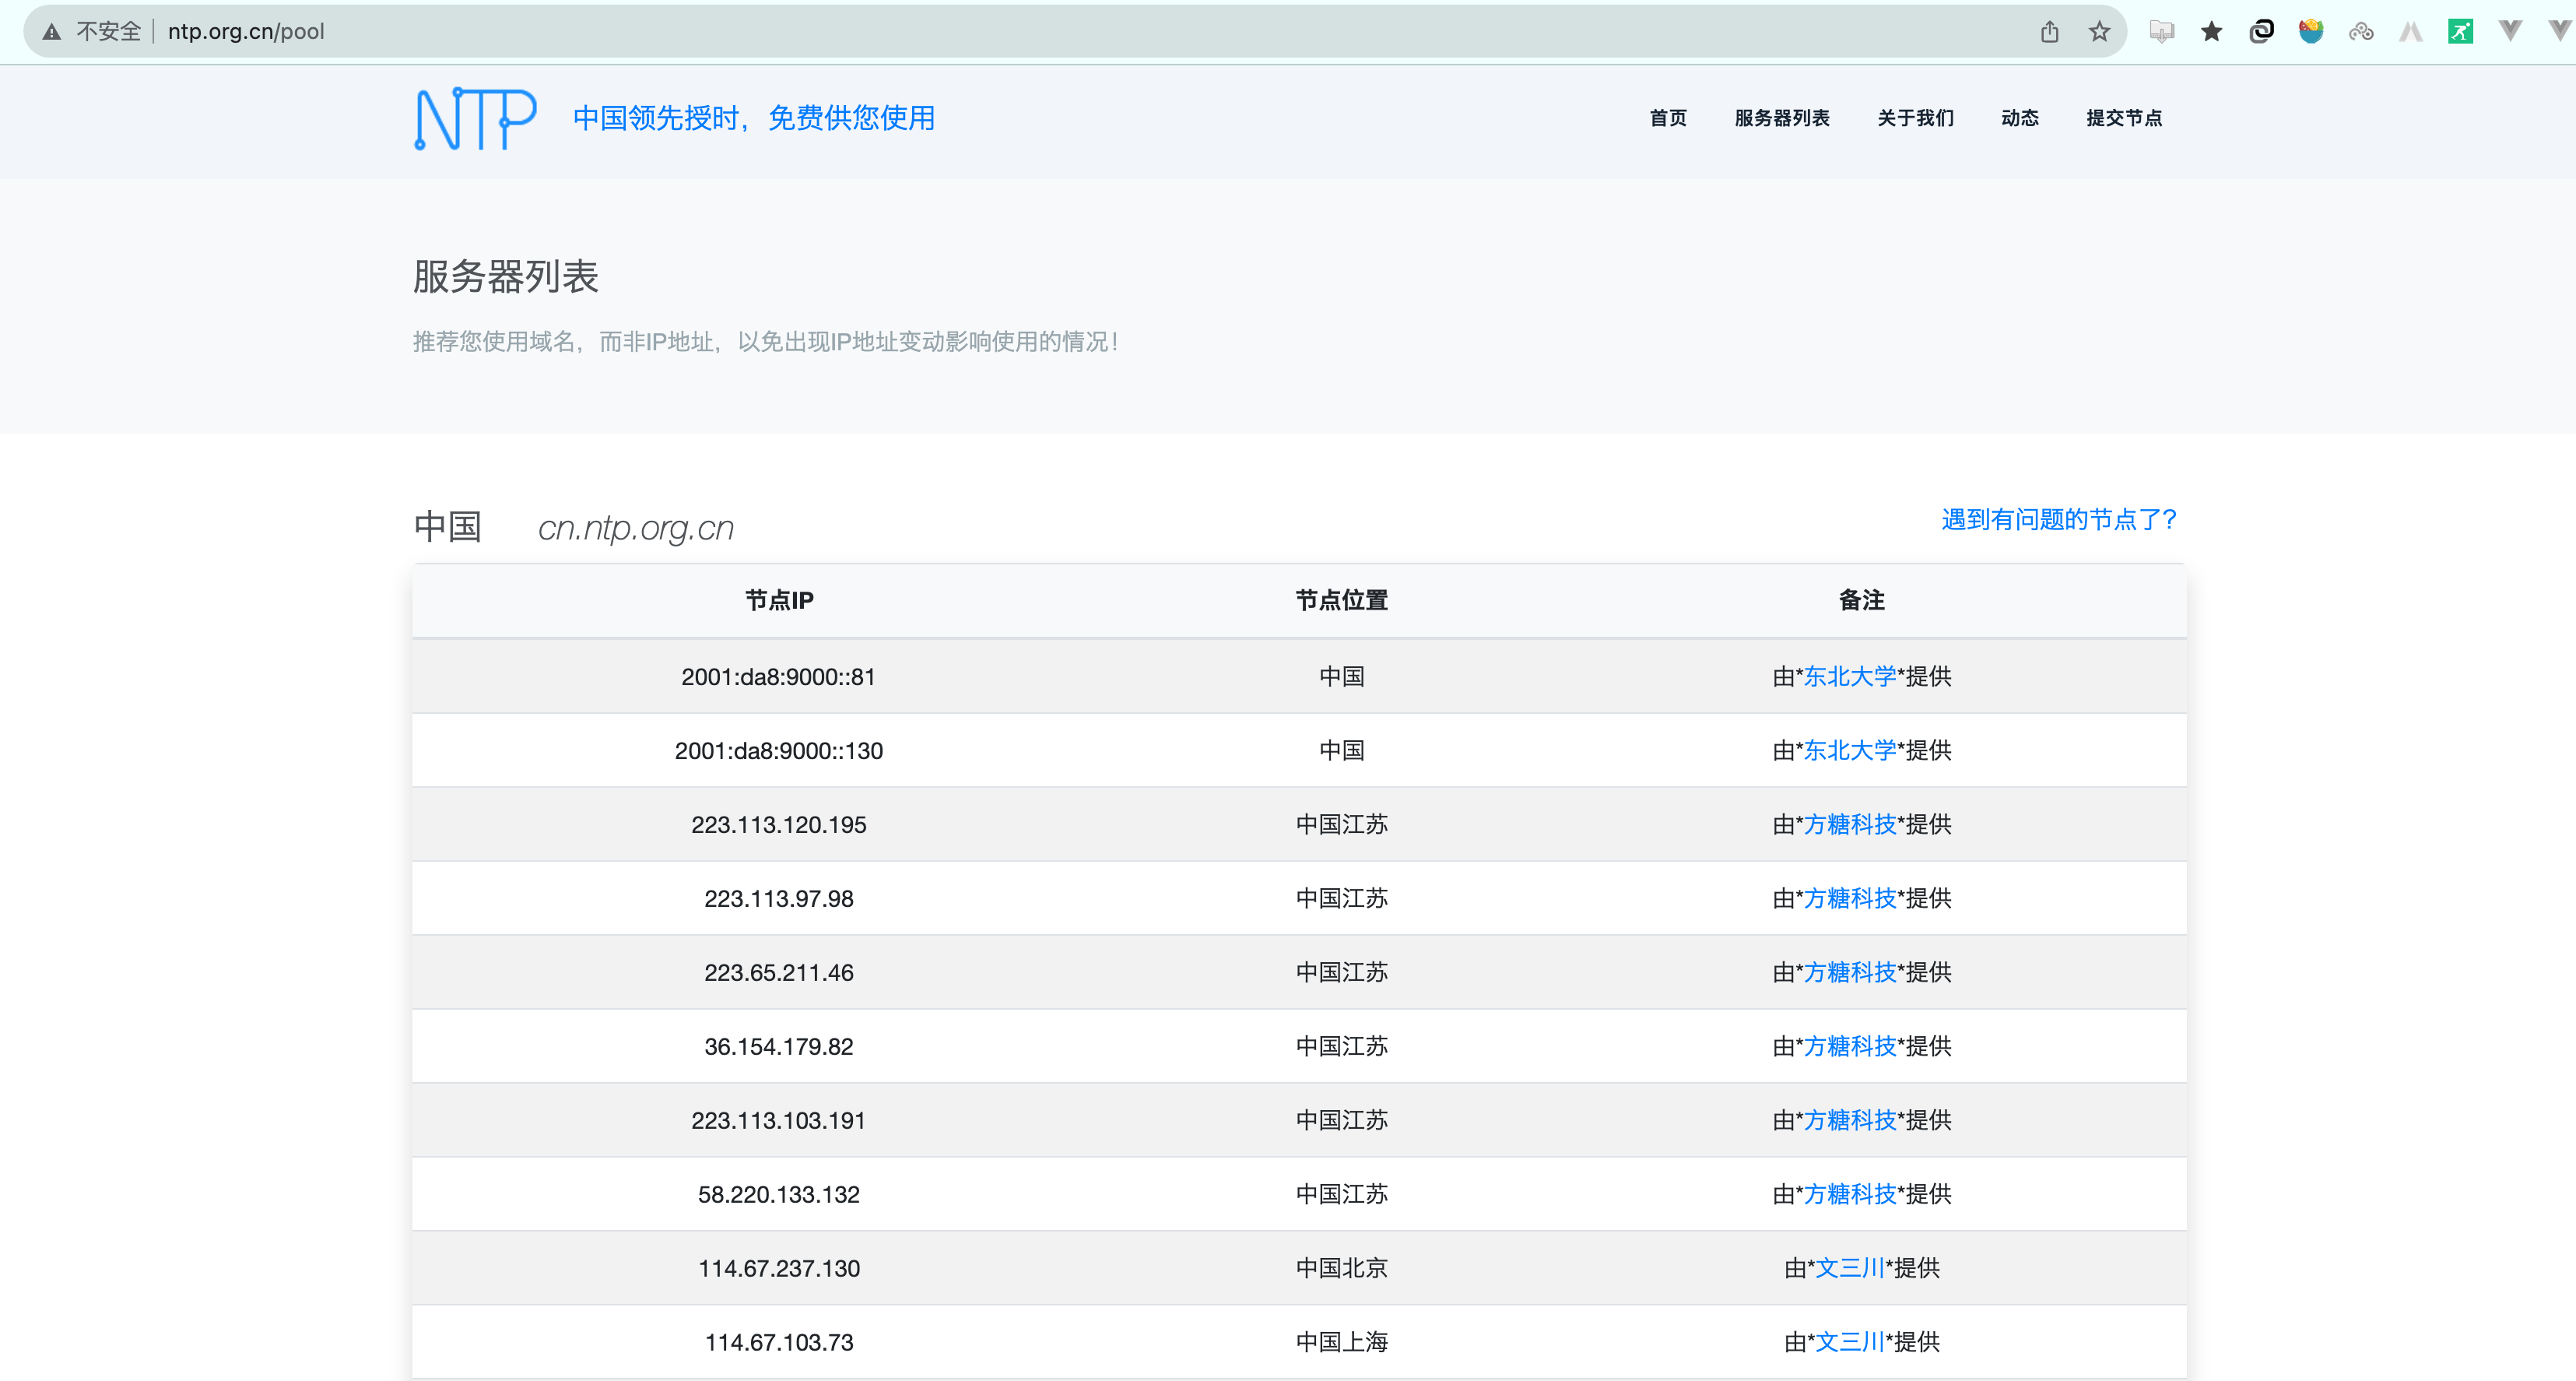 不安全 ntp.org.cn/pool
NTP 中国领先授时，免费供您使用 首页 服务器列表 关于我们 动态 提交节点
服务器列表
推荐您使用域名，而非IP地址，以免出现IP地址变动影响使用的情况！
中国 cn.ntp.org.cn 遇到有问题的节点了？
节点IP 节点位置 备注
2001:da8:9000::81 中国 由*东北大学*提供
2001:da8:9000::130 中国 由*东北大学*提供
223.113.120.195 中国江苏 由*方糖科技*提供
223.113.97.98 中国江苏 由*方糖科技*提供
223.65.211.46 中国江苏 由*方糖科技*提供
36.154.179.82 中国江苏 由*方糖科技*提供
223.113.103.191 中国江苏 由*方糖科技*提供
58.220.133.132 中国江苏 由*方糖科技*提供
114.67.237.130 中国北京 由*文三川*提供
114.67.103.73 中国上海 由*文三川*提供